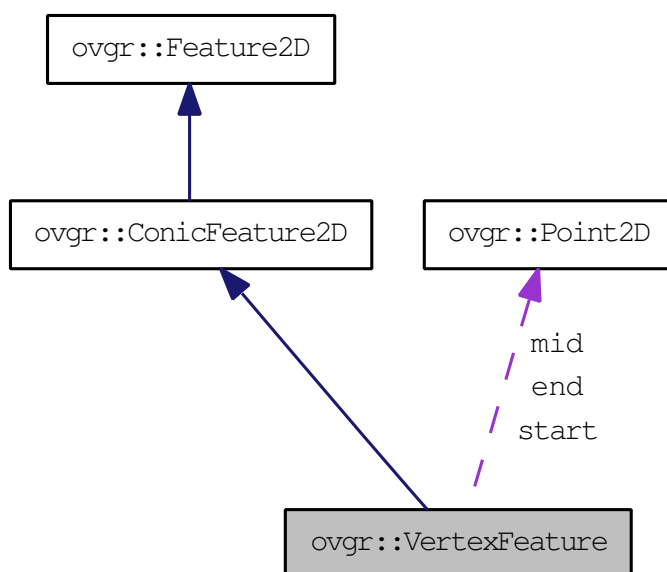 ovgr::Feature2D
ovgr::ConicFeature2D
ovgr::Point2D
mid
end
start
ovgr::VertexFeature